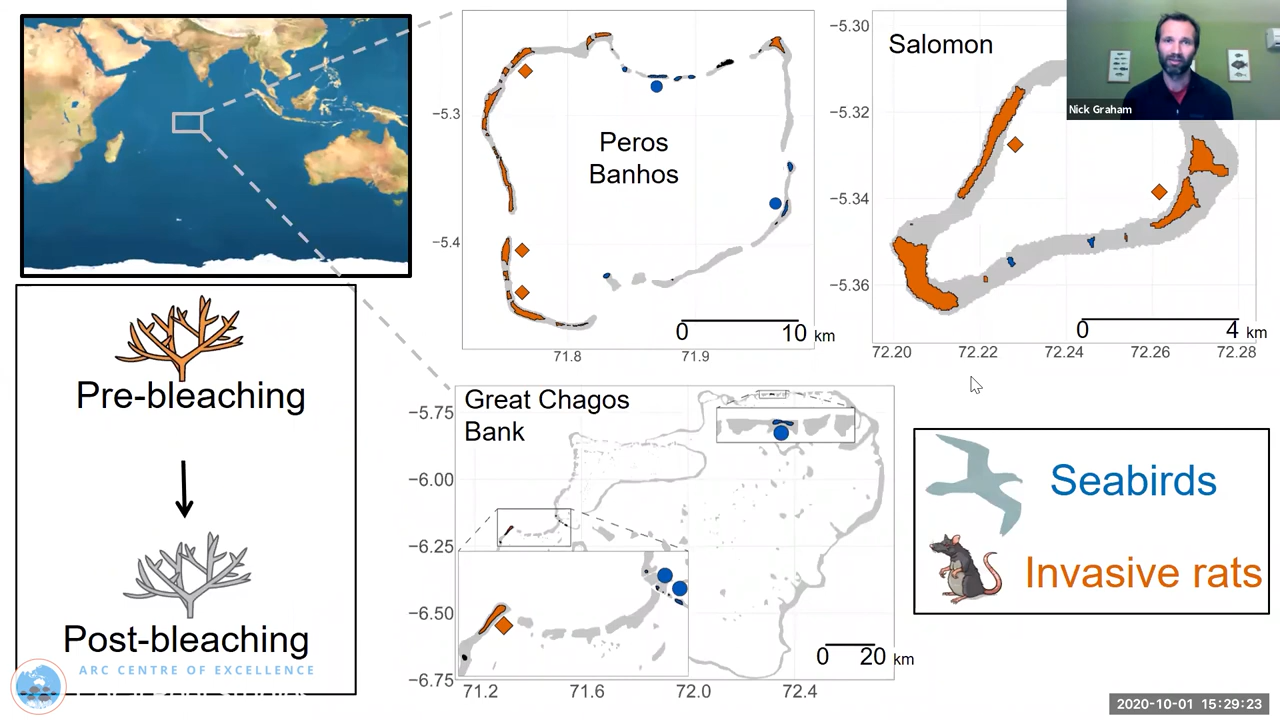 Peros
Banhos
−5.3
−5.4
71.8
71.9
0
10 km
Salomon
−5.30
−5.32
−5.34
−5.36
72.20
72.22
72.24
72.26
72.28
0
4 km
Nick Graham
Pre-bleaching
Post-bleaching
ARC CENTRE OF EXCELLENCE
Great Chagos
Bank
−5.75
−6.00
−6.25
−6.50
−6.75
71.2
71.6
72.0
72.4
0
20 km
Seabirds
Invasive rats
2020-10-01 15:29:23